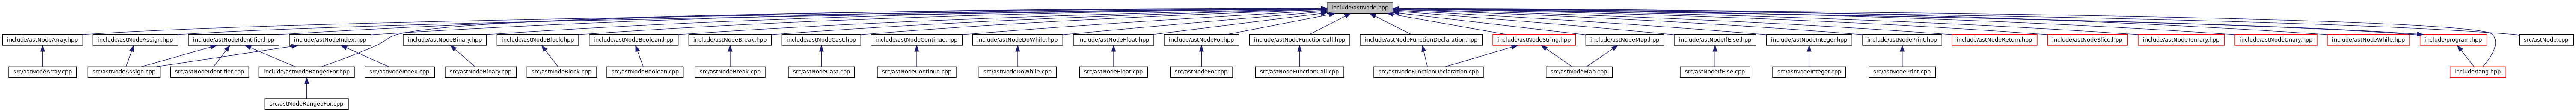 include/astNode.hpp
include/astNodeArray.hpp
include/astNodeAssign.hpp
include/astNodeIdentifier.hpp
include/astNodeIndex.hpp
include/astNodeBinary.hpp
include/astNodeBlock.hpp
include/astNodeBoolean.hpp
include/astNodeBreak.hpp
include/astNodeCast.hpp
include/astNodeContinue.hpp
include/astNodeDoWhile.hpp
include/astNodeFloat.hpp
include/astNodeFor.hpp
include/astNodeFunctionCall.hpp
include/astNodeFunctionDeclaration.hpp
include/astNodeString.hpp
include/astNodeMap.hpp
include/astNodeIfElse.hpp
include/astNodeInteger.hpp
include/astNodePrint.hpp
include/astNodeReturn.hpp
include/astNodeSlice.hpp
include/astNodeTernary.hpp
include/astNodeUnary.hpp
include/astNodeWhile.hpp
include/program.hpp
src/astNode.cpp
src/astNodeArray.cpp
src/astNodeAssign.cpp
src/astNodeIdentifier.cpp
include/astNodeRangedFor.hpp
src/astNodeIndex.cpp
src/astNodeBinary.cpp
src/astNodeBlock.cpp
src/astNodeBoolean.cpp
src/astNodeBreak.cpp
src/astNodeCast.cpp
src/astNodeContinue.cpp
src/astNodeDoWhile.cpp
src/astNodeFloat.cpp
src/astNodeFor.cpp
src/astNodeFunctionCall.cpp
src/astNodeFunctionDeclaration.cpp
src/astNodeMap.cpp
src/astNodeIfElse.cpp
src/astNodeInteger.cpp
src/astNodePrint.cpp
include/tang.hpp
src/astNodeRangedFor.cpp